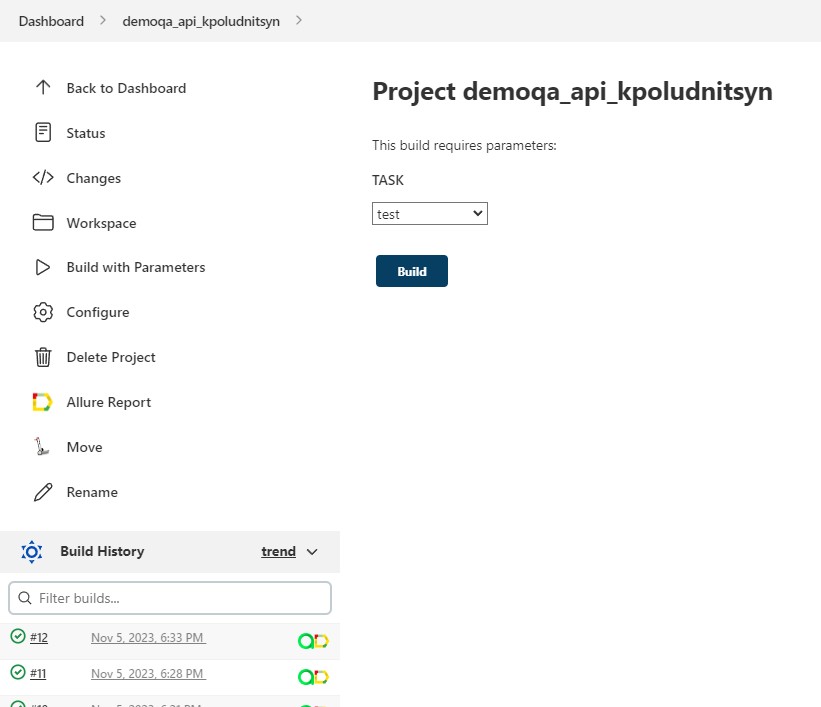 Dashboard
demoqa_api_kpoludnitsyn
Back to Dashboard
Status
Changes
Workspace
Build with Parameters
Configure
Delete Project
Allure Report
Move
Rename
Build History
trend
Filter builds...
#12
Nov 5, 2023, 6:33 PM
#11
Nov 5, 2023, 6:28 PM
Project demoqa_api_kpoludnitsyn
This build requires parameters:
TASK
test
Build